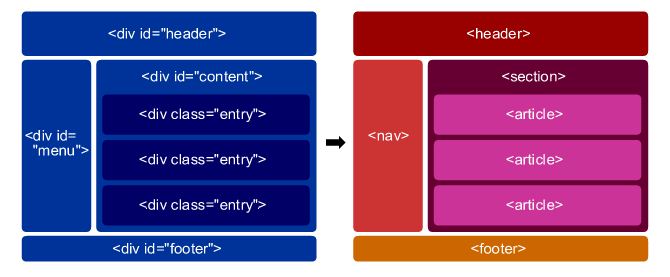 <div id="header">
<div id=
"menu">
<div id="content">
<div class="entry">
<div class="entry">
<div class="entry">
<div id="footer">
<header>
<nav>
<section>
<article>
<article>
<article>
<footer>